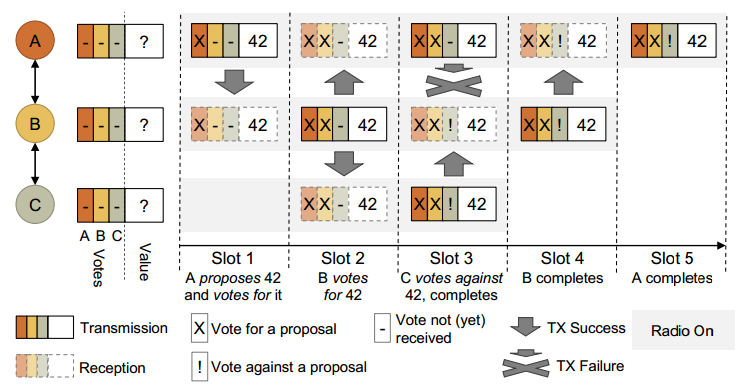 A - - - ? X - - 42 X X - 42 X X - 42 X X ! 42 X X ! 42
B - - - ? X - - 42 X X - 42 X X ! 42 X X ! 42
C - - - ? X X - 42 X X ! 42
A B C
Votes
Value
Slot 1 Slot 2 Slot 3 Slot 4 Slot 5
A proposes 42 B votes C votes against B completes A completes
and votes for it for 42 42, completes
Transmission X Vote for a proposal - Vote not (yet) TX Success Radio On
received
Reception ! Vote against a proposal TX Failure